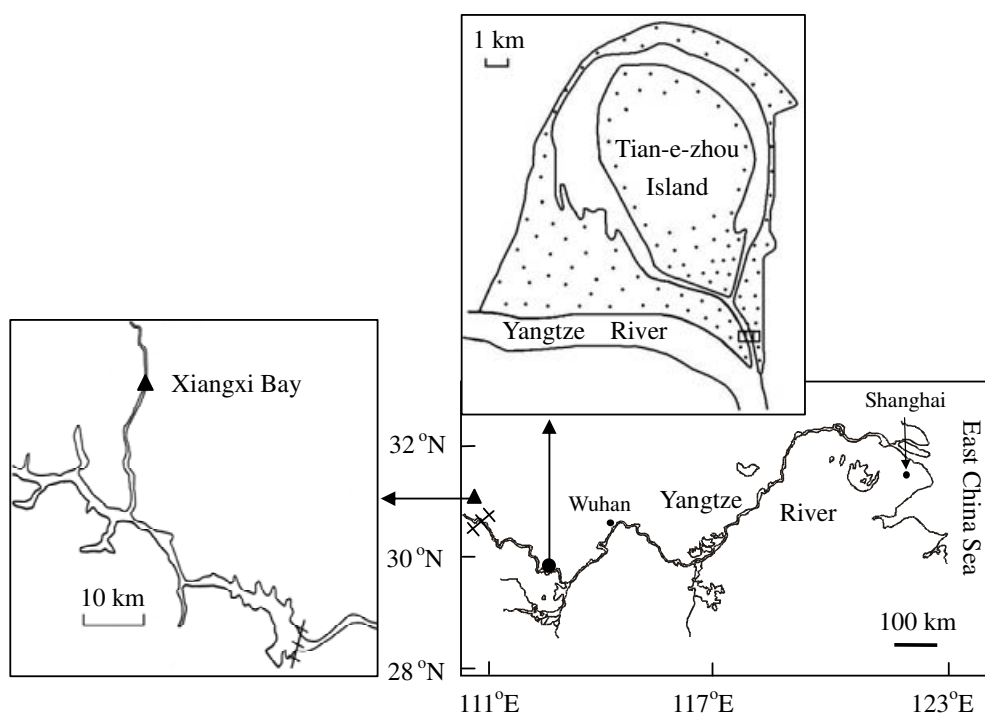 1 km
Tian-e-zhou
Island
Yangtze River
Xiangxi Bay
10 km
Shanghai
East China Sea
Wuhan
Yangtze
River
100 km
32 °N
30 °N
28 °N
111°E
117°E
123°E